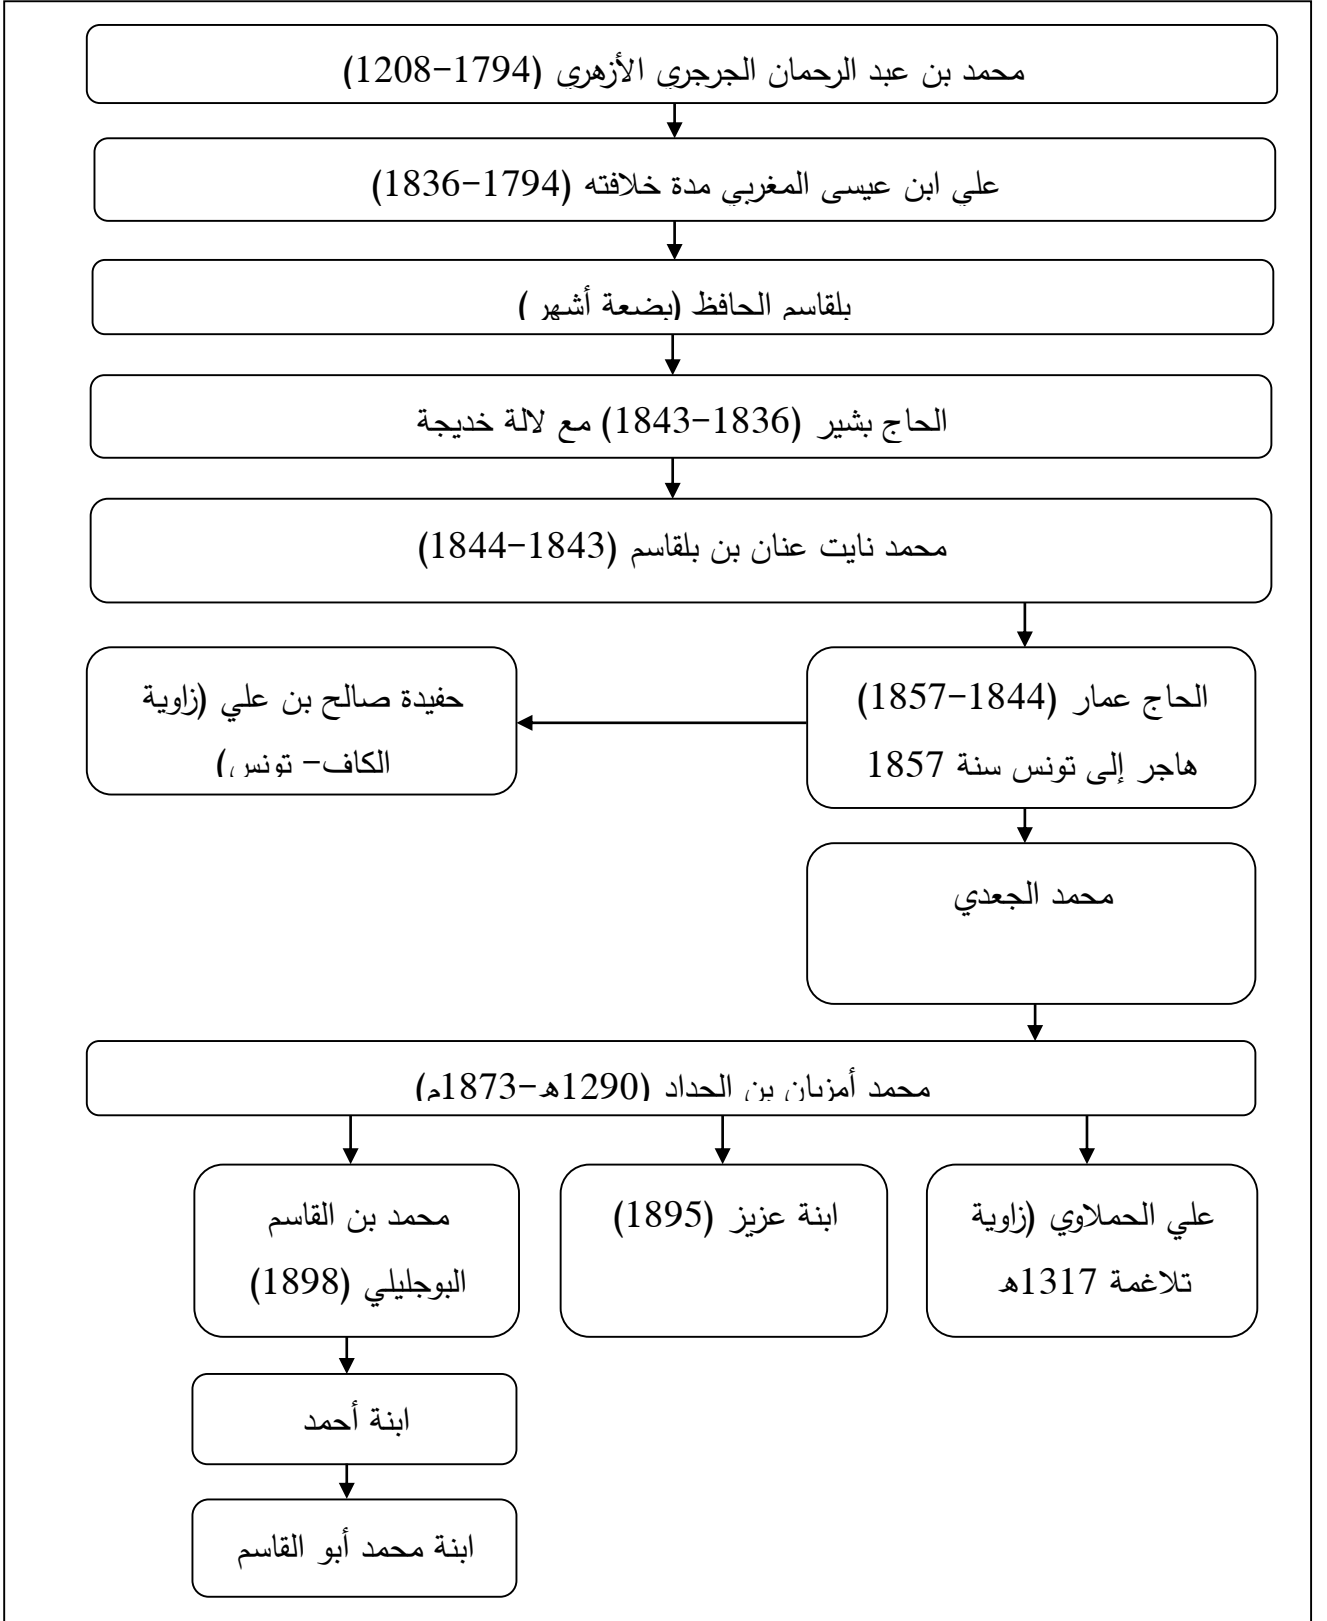 محمد بن عبد الرحمان الجرجري الأزهري (1208-1794)
علي ابن عيسى المغربي مدة خلافته (1794-1836)
بلقاسم الحافظ (بضعة أشهر )
الحاج بشير (1836-1843) مع لالة خديجة
محمد نايت عنان بن بلقاسم (1843-1844)
الحاج عمار (1844-1857)
هاجر إلى تونس سنة 1857
حفيدة صالح بن علي (زاوية
الكاف- تونس)
محمد الجعدي
محمد أمزيان بن الحداد (1290ه-1873م)
علي الحملاوي (زاوية
تلاغمة 1317ه
ابنة عزيز (1895)
محمد بن القاسم
البوجليلي (1898)
ابنة أحمد
ابنة محمد أبو القاسم